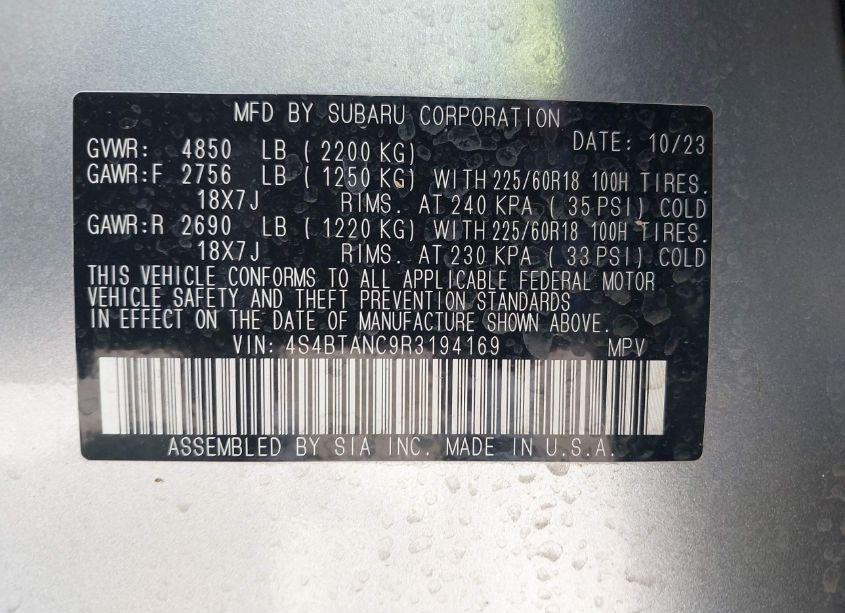 MFD BY SUBARU CORPORATION
GVWR: 4850 LB ( 2200 KG) DATE: 10/23
GAWR:F 2756 LB ( 1250 KG) WITH 225/60R18 100H TIRES.
18X7J RIMS. AT 240 KPA ( 35 PSI) COLD
GAWR:R 2690 LB ( 1220 KG) WITH 225/60R18 100H TIRES.
18X7J RIMS. AT 230 KPA ( 33 PSI) COLD
THIS VEHICLE CONFORMS TO ALL APPLICABLE FEDERAL MOTOR
VEHICLE SAFETY AND THEFT PREVENTION STANDARDS
IN EFFECT ON THE DATE OF MANUFACTURE SHOWN ABOVE.
VIN: 4S4BTANC9R3194169 MPV
ASSEMBLED BY SIA INC. MADE IN U.S.A.